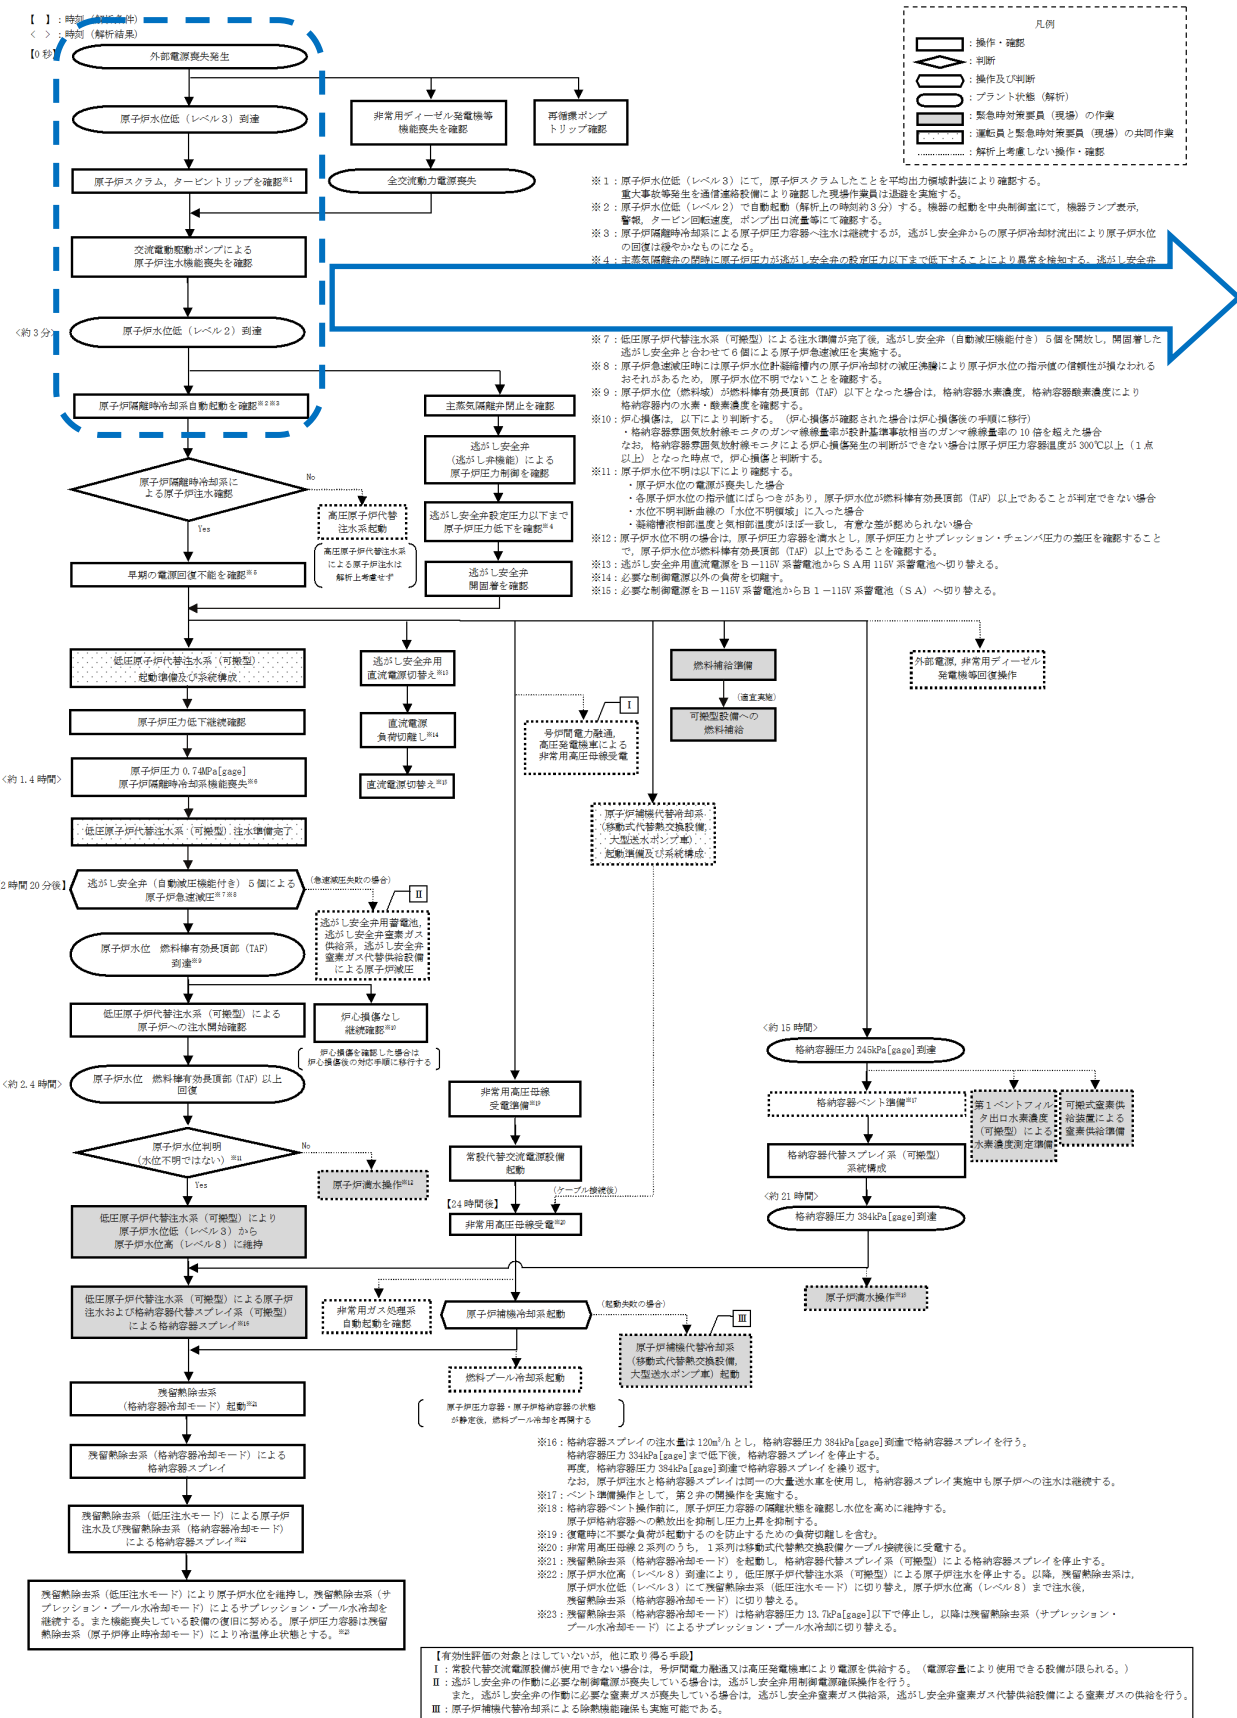 【 】：時刻（解析条件）
＜ ＞：時刻（解析結果）
【0秒】
外部電源喪失発生
原子炉水位低（レベル３）到達
非常用ディーゼル発電機等
機能喪失を確認
再循環ポンプ
トリップ確認
原子炉スクラム，タービントリップを確認※1
全交流動力電源喪失
交流電動駆動ポンプによる
原子炉注水機能喪失を確認
<約3分>
原子炉水位低（レベル２）到達
原子炉隔離時冷却系自動起動を確認※2※3
主蒸気隔離弁閉止を確認
逃がし安全弁
（逃がし弁機能）による
原子炉圧力制御を確認
原子炉隔離時冷却系に
よる原子炉注水確認
No
Yes
高圧原子炉代替
注水系起動
高圧原子炉代替注水系
による原子炉注水は
解析上考慮せず
逃がし安全弁設定圧力以下まで
原子炉圧力低下を確認※4
早期の電源回復不能を確認※5
逃がし安全弁
開固着を確認
凡例
：操作・確認
：判断
：操作及び判断
：プラント状態（解析）
：緊急時対策要員（現場）の作業
：運転員と緊急時対策要員（現場）の共同作業
：解析上考慮しない操作・確認
※１：原子炉水位低（レベル３）にて，原子炉スクラムしたことを平均出力領域計装により確認する。
重大事故等発生を通信連絡設備により確認した現場作業員は退避を実施する。
※２：原子炉水位低（レベル２）で自動起動（解析上の時刻約３分）する。機器の起動を中央制御室にて，機器ランプ表示，
警報，タービン回転速度，ポンプ出口流量等にて確認する。
※３：原子炉隔離時冷却系による原子炉圧力容器へ注水は継続するが，逃がし安全弁からの原子炉冷却材流出により原子炉水位
の回復は緩やかなものになる。
※４：主蒸気隔離弁の閉時に原子炉圧力が逃がし安全弁の設定圧力以下まで低下することにより異常を検知する。逃がし安全弁
※７：低圧原子炉代替注水系（可搬型）による注水準備が完了後，逃がし安全弁（自動減圧機能付き）５個を開放し，開固着した
逃がし安全弁と合わせて６個による原子炉急速減圧を実施する。
※８：原子炉急速減圧時には原子炉水位計凝縮槽内の原子炉冷却材の減圧沸騰により原子炉水位の指示値の信頼性が損なわれる
おそれがあるため，原子炉水位不明でないことを確認する。
※９：原子炉水位（燃料域）が燃料棒有効長頂部（TAF）以下となった場合は，格納容器水素濃度，格納容器酸素濃度により
格納容器内の水素・酸素濃度を確認する。
※10：炉心損傷は，以下により判断する。（炉心損傷が確認された場合は炉心損傷後の手順に移行）
・格納容器雰囲気放射線モニタのガンマ線線量率が設計基準事故相当のガンマ線線量率の10倍を超えた場合
なお，格納容器雰囲気放射線モニタによる炉心損傷発生の判断ができない場合は原子炉圧力容器温度が300℃以上（１点
以上）となった時点で，炉心損傷と判断する。
※11：原子炉水位不明は以下により確認する。
・原子炉水位の電源が喪失した場合
・各原子炉水位の指示値にばらつきがあり，原子炉水位が燃料棒有効長頂部（TAF）以上であることが判定できない場合
・水位不明判断曲線の「水位不明領域」に入った場合
・凝縮槽液相部温度と気相部温度がほぼ一致し，有意な差が認められない場合
※12：原子炉水位不明の場合は，原子炉圧力容器を満水とし，原子炉圧力とサプレッション・チェンバ圧力の差圧を確認すること
で，原子炉水位が燃料棒有効長頂部（TAF）以上であることを確認する。
※13：逃がし安全弁用直流電源をＢ－115V系蓄電池からＳＡ用115V系蓄電池へ切り替える。
※14：必要な制御電源以外の負荷を切離す。
※15：必要な制御電源をＢ－115V系蓄電池からＢ１－115V系蓄電池（ＳＡ）へ切り替える。
低圧原子炉代替注水系（可搬型）
起動準備及び系統構成
逃がし安全弁用
直流電源切替え※13
燃料補給準備
（適宜実施）
可搬型設備への
燃料補給
外部電源，非常用ディーゼル
発電機等回復操作
原子炉圧力低下継続確認
直流電源
負荷切離し※14
Ⅰ
号炉間電力融通，
高圧発電機車による
非常用高圧母線受電
<約1.4時間>
原子炉圧力0.74MPa[gage]
原子炉隔離時冷却系機能喪失※6
直流電源切替え※15
低圧原子炉代替注水系（可搬型）注水準備完了
原子炉補機代替冷却系
（移動式代替熱交換設備，
大型送水ポンプ車）
起動準備及び系統構成
2時間20分後】
逃がし安全弁（自動減圧機能付き）５個による
原子炉急速減圧※7※8
（急速減圧失敗の場合）
Ⅱ
逃がし安全弁用蓄電池，
逃がし安全弁窒素ガス
供給系，逃がし安全弁
窒素ガス代替供給設備
による原子炉減圧
原子炉水位　燃料棒有効長頂部（TAF）
到達※9
低圧原子炉代替注水系（可搬型）による
原子炉への注水開始確認
炉心損傷なし
継続確認※10
炉心損傷を確認した場合は
炉心損傷後の対応手順に移行する
<約2.4時間>
原子炉水位　燃料棒有効長頂部（TAF）以上
回復
<約15時間>
格納容器圧力245kPa[gage]到達
非常用高圧母線
受電準備※19
格納容器ベント準備※17
第１ベントフィル
タ出口水素濃度
（可搬型）による
水素濃度測定準備
可搬式窒素供
給装置による
窒素供給準備
原子炉水位判明
（水位不明ではない）※11
No
Yes
原子炉満水操作※12
常設代替交流電源設備
起動
格納容器代替スプレイ系（可搬型）
系統構成
（ケーブル接続後）
【24時間後】
非常用高圧母線受電※20
<約21時間>
格納容器圧力384kPa[gage]到達
低圧原子炉代替注水系（可搬型）により
原子炉水位低（レベル３）から
原子炉水位高（レベル８）に維持
低圧原子炉代替注水系（可搬型）による原子炉
注水および格納容器代替スプレイ系（可搬型）
による格納容器スプレイ※16
非常用ガス処理系
自動起動を確認
原子炉補機冷却系起動
（起動失敗の場合）
Ⅲ
原子炉満水操作※18
原子炉補機代替冷却系
（移動式代替熱交換設備，
大型送水ポンプ車）起動
燃料プール冷却系起動
原子炉圧力容器・原子炉格納容器の状態
が静定後，燃料プール冷却を再開する
残留熱除去系
（格納容器冷却モード）起動※21
残留熱除去系（格納容器冷却モード）による
格納容器スプレイ
残留熱除去系（低圧注水モード）による原子炉
注水及び残留熱除去系（格納容器冷却モード）
による格納容器スプレイ※22
残留熱除去系（低圧注水モード）により原子炉水位を維持し，残留熱除去系（サ
プレッション・プール水冷却モード）によるサプレッション・プール水冷却を
継続する。また機能喪失している設備の復旧に努める。原子炉圧力容器は残留
熱除去系（原子炉停止時冷却モード）により冷温停止状態とする。※23
※16：格納容器スプレイの注水量は120m³/hとし，格納容器圧力384kPa[gage]到達で格納容器スプレイを行う。
格納容器圧力334kPa[gage]まで低下後，格納容器スプレイを停止する。
再度，格納容器圧力384kPa[gage]到達で格納容器スプレイを繰り返す。
なお，原子炉注水と格納容器スプレイは同一の大量送水車を使用し，格納容器スプレイ実施中も原子炉への注水は継続する。
※17：ベント準備操作として，第２弁の開操作を実施する。
※18：格納容器ベント操作前に，原子炉圧力容器の隔離状態を確認し水位を高めに維持する。
原子炉格納容器への熱放出を抑制し圧力上昇を抑制する。
※19：復電時に不要な負荷が起動するのを防止するための負荷切離しを含む。
※20：非常用高圧母線２系列のうち，１系列は移動式代替熱交換設備ケーブル接続後に受電する。
※21：残留熱除去系（格納容器冷却モード）を起動し，格納容器代替スプレイ系（可搬型）による格納容器スプレイを停止する。
※22：原子炉水位高（レベル８）到達により，低圧原子炉代替注水系（可搬型）による原子炉注水を停止する。以降，残留熱除去系は，
原子炉水位低（レベル３）にて残留熱除去系（低圧注水モード）に切り替え，原子炉水位高（レベル８）まで注水後，
残留熱除去系（格納容器冷却モード）に切り替える。
※23：残留熱除去系（格納容器冷却モード）は格納容器圧力13.7kPa[gage]以下で停止し，以降は残留熱除去系（サプレッション・
プール水冷却モード）によるサプレッション・プール水冷却に切り替える。
【有効性評価の対象とはしていないが，他に取り得る手段】
Ⅰ：常設代替交流電源設備が使用できない場合は，号炉間電力融通又は高圧発電機車により電源を供給する。（電源容量により使用できる設備が限られる。）
Ⅱ：逃がし安全弁の作動に必要な制御電源が喪失している場合は，逃がし安全弁用制御電源確保操作を行う。
また，逃がし安全弁の作動に必要な窒素ガスが喪失している場合は，逃がし安全弁窒素ガス供給系，逃がし安全弁窒素ガス代替供給設備による窒素ガスの供給を行う。
Ⅲ：原子炉補機代替冷却系による除熱機能確保も実施可能である。